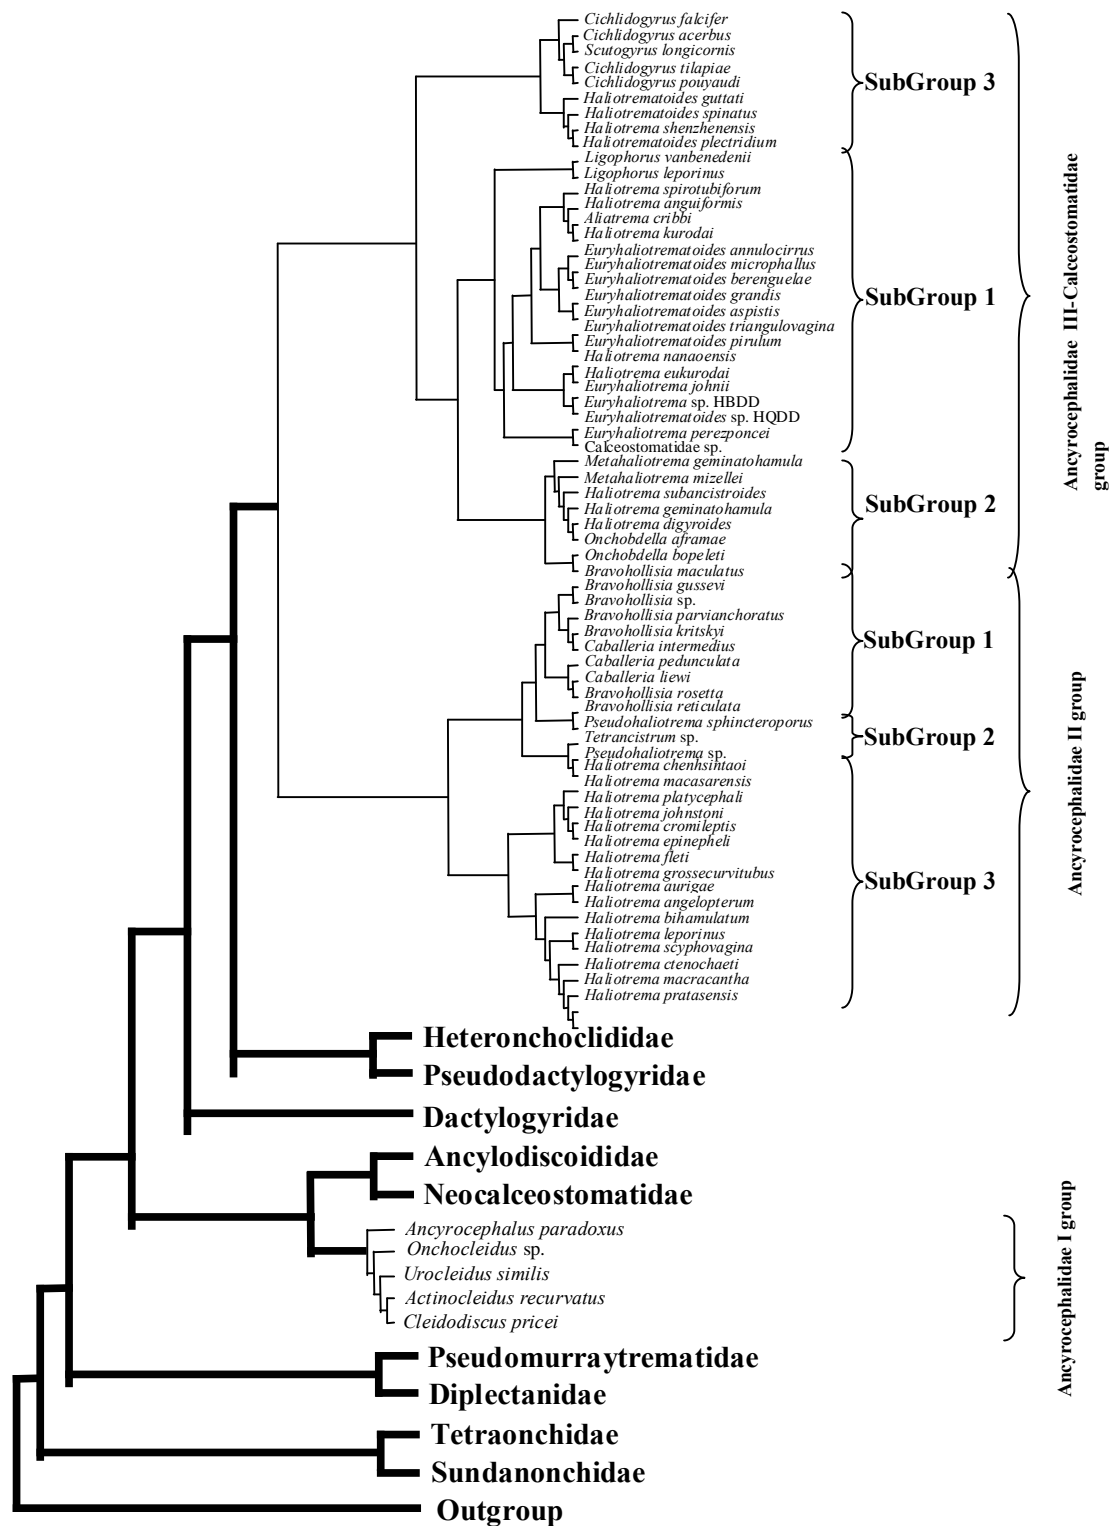 Cichlidogyrus falcifer
Cichlidogyrus acerbus
Scutogyrus longicornis
Cichlidogyrus tilapiae
Cichlidogyrus pouyaudi
Haliotrematoides guttati
Haliotrematoides spinatus
Haliotrema shenzhenensis
Haliotrematoides plectridium
SubGroup 3
Ligophorus vanbenedenii
Ligophorus leporinus
Haliotrema spirotubiforum
Haliotrema anguiformis
Aliatrema cribbi
Haliotrema kurodai
Euryhaliotrematoides annulocirrus
Euryhaliotrematoides microphallus
Euryhaliotrematoides berenguelae
Euryhaliotrematoides grandis
Euryhaliotrematoides aspistis
Euryhaliotrematoides triangulovagina
Euryhaliotrematoides pirulum
Haliotrema nanaoensis
Haliotrema eukurodai
Euryhaliotrema johnii
Euryhaliotrema sp. HBDD
Euryhaliotrematoides sp. HQDD
Euryhaliotrema perezponcei
Calceostomatidae sp.
SubGroup 1
Metahaliotrema geminatohamula
Metahaliotrema mizellei
Haliotrema subancistroides
Haliotrema geminatohamula
Haliotrema digyroides
Onchobdella aframae
Onchobdella bopeleti
Bravohollisia maculatus
SubGroup 2
Ancyrocephalidae III-Calceostomatidae
group
Bravohollisia gussevi
Bravohollisia sp.
Bravohollisia parvianchoratus
Bravohollisia kritskyi
Caballeria intermedius
Caballeria pedunculata
Caballeria liewi
Bravohollisia rosetta
Bravohollisia reticulata
SubGroup 1
Pseudohaliotrema sphincteroporus
Tetrancistrum sp.
Pseudohaliotrema sp.
SubGroup 2
Haliotrema chenhsintaoi
Haliotrema macasarensis
Haliotrema platycephali
Haliotrema johnstoni
Haliotrema cromileptis
Haliotrema epinepheli
Haliotrema fleti
Haliotrema grossecurvitubus
Haliotrema aurigae
Haliotrema angelopterum
Haliotrema bihamulatum
Haliotrema leporinus
Haliotrema scyphovagina
Haliotrema ctenochaeti
Haliotrema macracantha
Haliotrema pratasensis
SubGroup 3
Ancyrocephalidae II group
Heteronchoclididae
Pseudodactylogyridae
Dactylogyridae
Ancylodiscoididae
Neocalceostomatidae
Ancyrocephalus paradoxus
Onchocleidus sp.
Urocleidus similis
Actinocleidus recurvatus
Cleidodiscus pricei
Ancyrocephalidae I group
Pseudomurraytrematidae
Diplectanidae
Tetraonchidae
Sundanonchidae
Outgroup